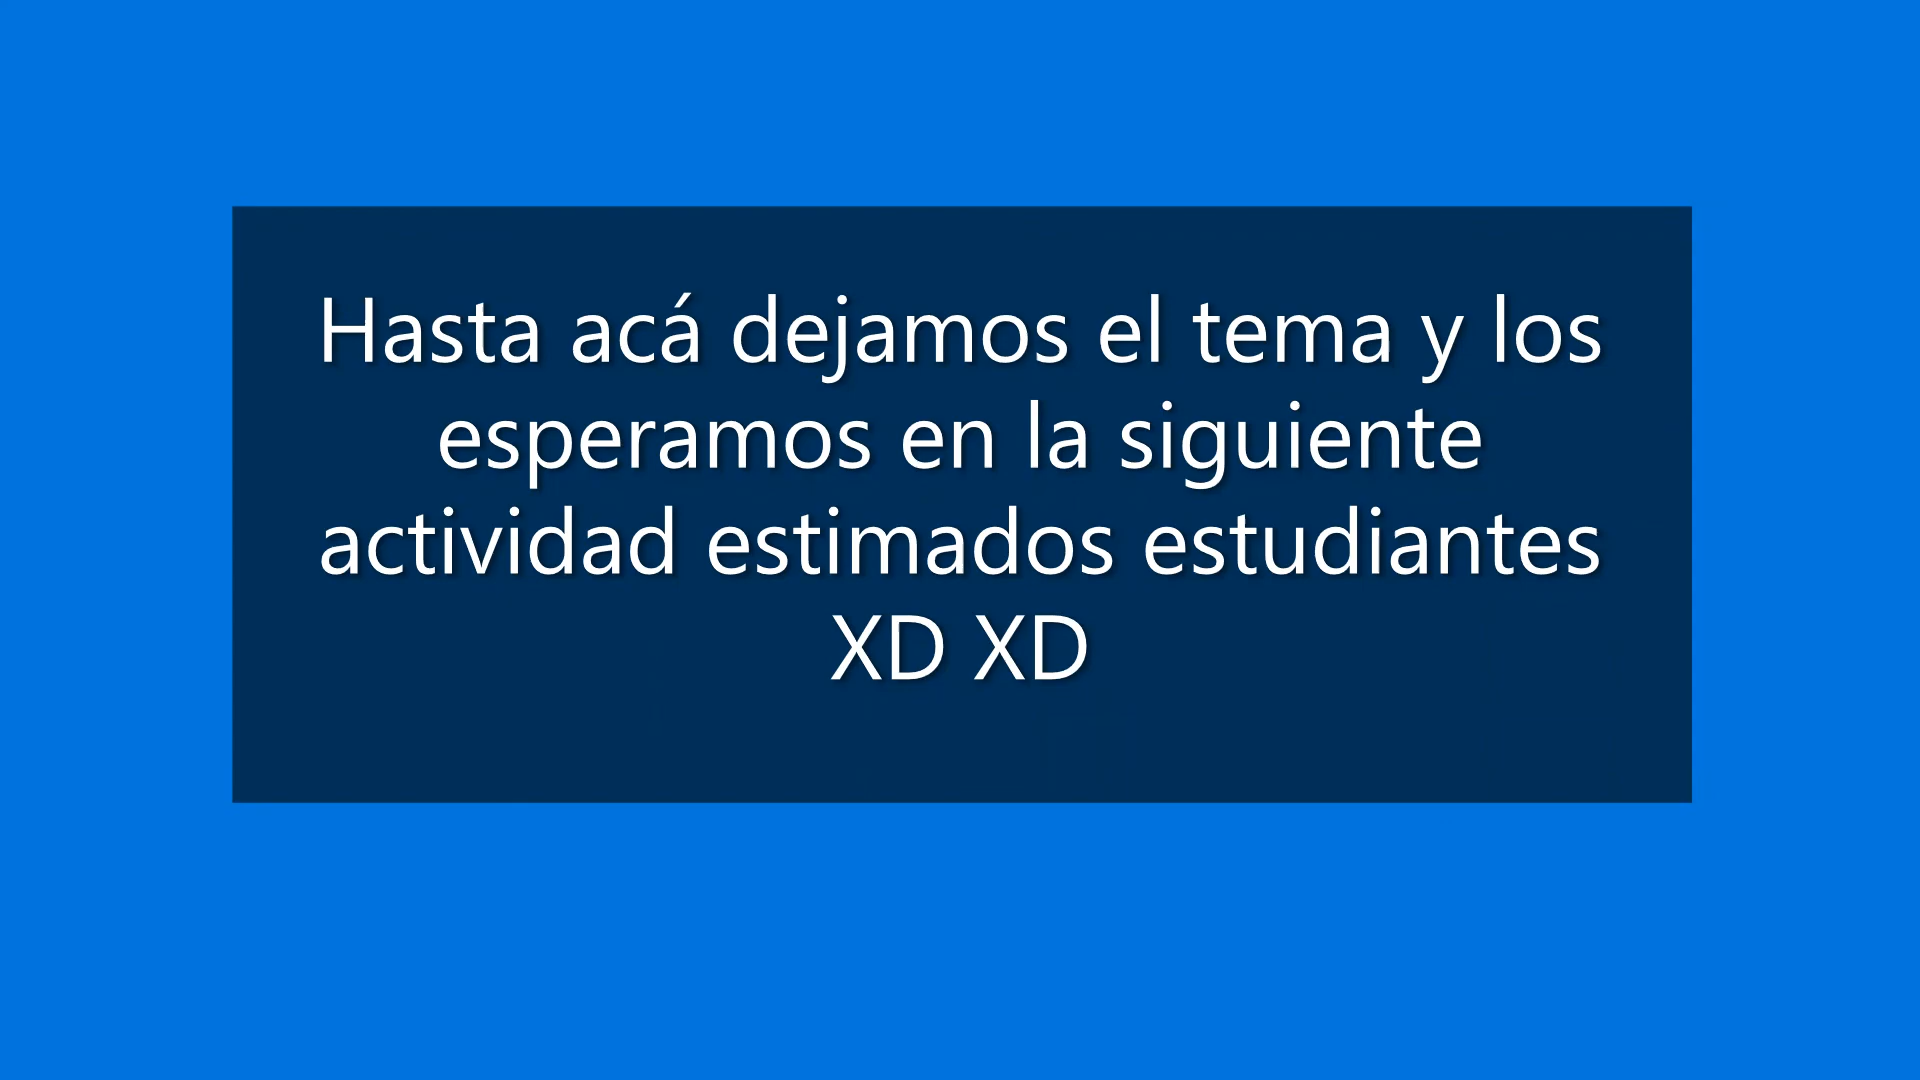 Hasta acá dejamos el tema y los
esperamos en la siguiente
actividad estimados estudiantes
XD XD